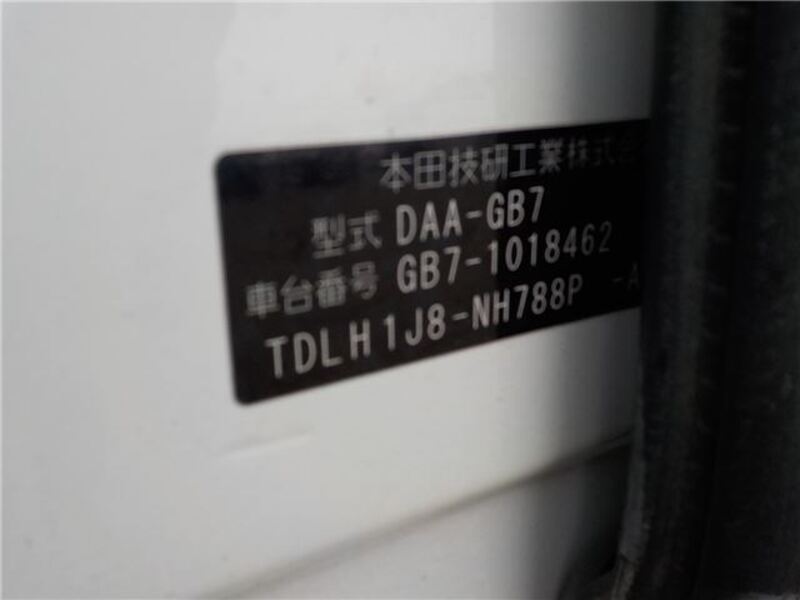 本田技研工業株式会
型式 DAA-GB7
車台番号 GB7-1018462
TDLH1J8-NH788P -A